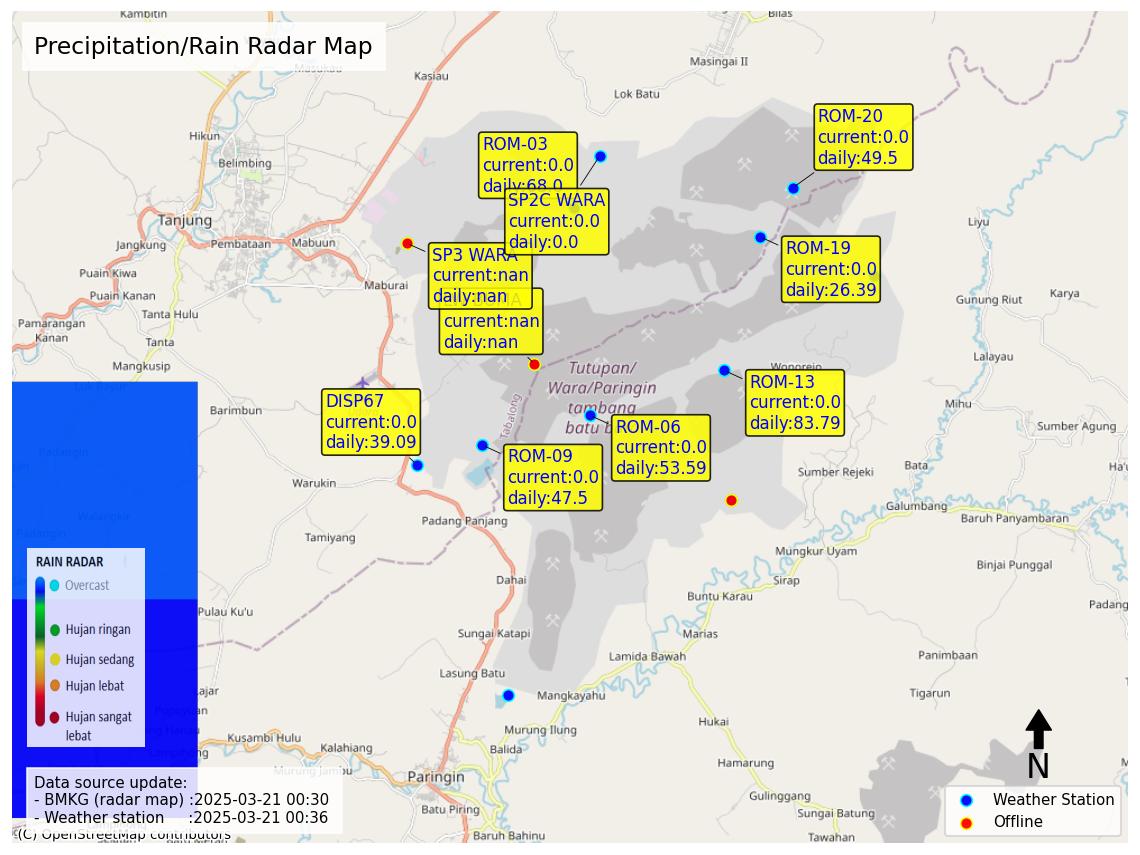 Kambitin
Bilas
Precipitation/Rain Radar Map
Masukau
Kasiau
Masingai II
Lok Batu
Hikun
Belimbing
ROM-20
current:0.0
daily:49.5
ROM-03
current:0.0
daily:68.0
SP2C WARA
current:0.0
daily:0.0
Tanjung
Jangkung
Pembataan
Mabuun
Liyu
SP3 WARA
current:nan
daily:nan
current:nan
daily:nan
ROM-19
current:0.0
daily:26.39
Puain Kiwa
Puain Kanan
Maburai
Tanta Hulu
Pamarangan
Kanan
Tanta
Mangkusip
Gunung Riut
Karya
Lalayau
Wonorejo
Tutupan/
Wara/Paringin
tambang
batu b
Tabalong
ROM-13
current:0.0
daily:83.79
DISP67
current:0.0
daily:39.09
ROM-06
current:0.0
daily:53.59
ROM-09
current:0.0
daily:47.5
Barimbun
Mihu
Sumber Agung
Bata
Ha'u
Sumber Rejeki
Padangin
Warukin
Walangkir
Galumbang
Baruh Panyambaran
Padang Panjang
Tamiyang
Mungkur Uyam
Binjai Punggal
RAIN RADAR
Overcast
Hujan ringan
Hujan sedang
Hujan lebat
Hujan sangat
lebat
Dahai
Sirap
Buntu Karau
Padang
Pulau Ku'u
Sungai Katapi
Marias
Lamida Bawah
Panimbaan
Lasung Batu
Mangkayahu
Tigarun
Lajar
Murung Ilung
Hukai
Kusambi Hulu
Kalahiang
Balida
Hamarung
N
Murung Jambu
Paringin
Data source update:
- BMKG (radar map) :2025-03-21 00:30
- Weather station :2025-03-21 00:36
Gulinggang
Batu Piring
Sungai Batung
Weather Station
Offline
(C) OpenStreetMap contributors
Baruh Bahinu
Tawahan